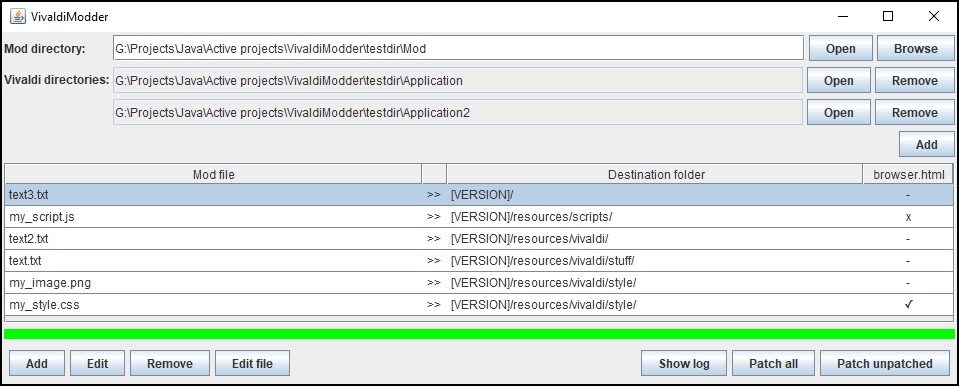 VivaldiModder
Mod directory: G:\Projects\Java\Active projects\VivaldiModder\testdir\Mod Open Browse
Vivaldi directories: G:\Projects\Java\Active projects\VivaldiModder\testdir\Application Open Remove
G:\Projects\Java\Active projects\VivaldiModder\testdir\Application2 Open Remove
Add
Mod file Destination folder browser.html
text3.txt >> [VERSION]/ -
my_script.js >> [VERSION]/resources/scripts/ x
text2.txt >> [VERSION]/resources/vivaldi/ -
text.txt >> [VERSION]/resources/vivaldi/stuff/ -
my_image.png >> [VERSION]/resources/vivaldi/style/ -
my_style.css >> [VERSION]/resources/vivaldi/style/ ✓
Add Edit Remove Edit file Show log Patch all Patch unpatched